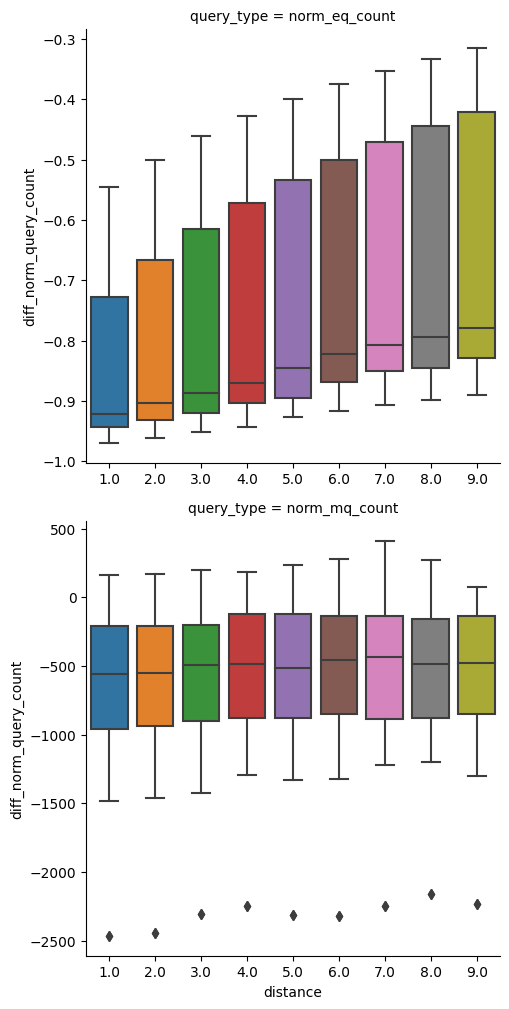 query_type = norm_eq_count
−0.3
−0.4
−0.5
−0.6
−0.7
−0.8
−0.9
−1.0
diff_norm_query_count
1.0 2.0 3.0 4.0 5.0 6.0 7.0 8.0 9.0
query_type = norm_mq_count
500
0
−500
−1000
−1500
−2000
−2500
diff_norm_query_count
1.0 2.0 3.0 4.0 5.0 6.0 7.0 8.0 9.0
distance